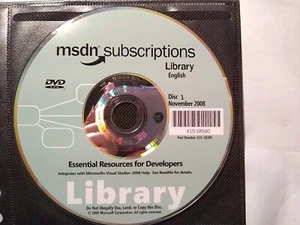 msdn subscriptions
Library
English
DVD
Disc 1
November 2008
X15-18580
Essential Resources for Developers
Integrates with Microsoft® Visual Studio 2008 Help. See ReadMe for details.
Library
Do Not Illegally Use, Lend, or Copy this Disc.
© 2008 Microsoft Corporation. All rights reserved.